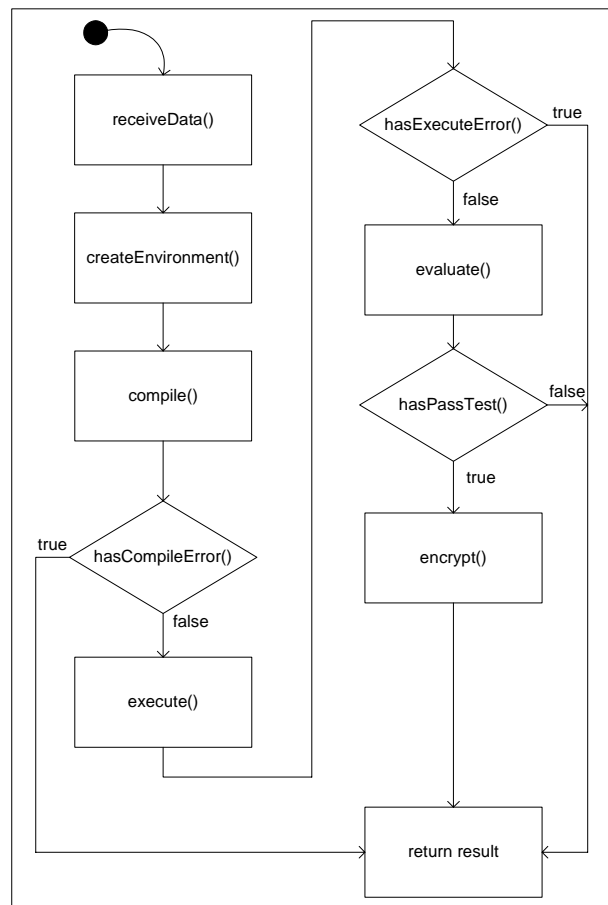 receiveData()
createEnvironment()
compile()
hasCompileError()
true
false
execute()
hasExecuteError()
true
false
evaluate()
hasPassTest()
false
true
encrypt()
return result